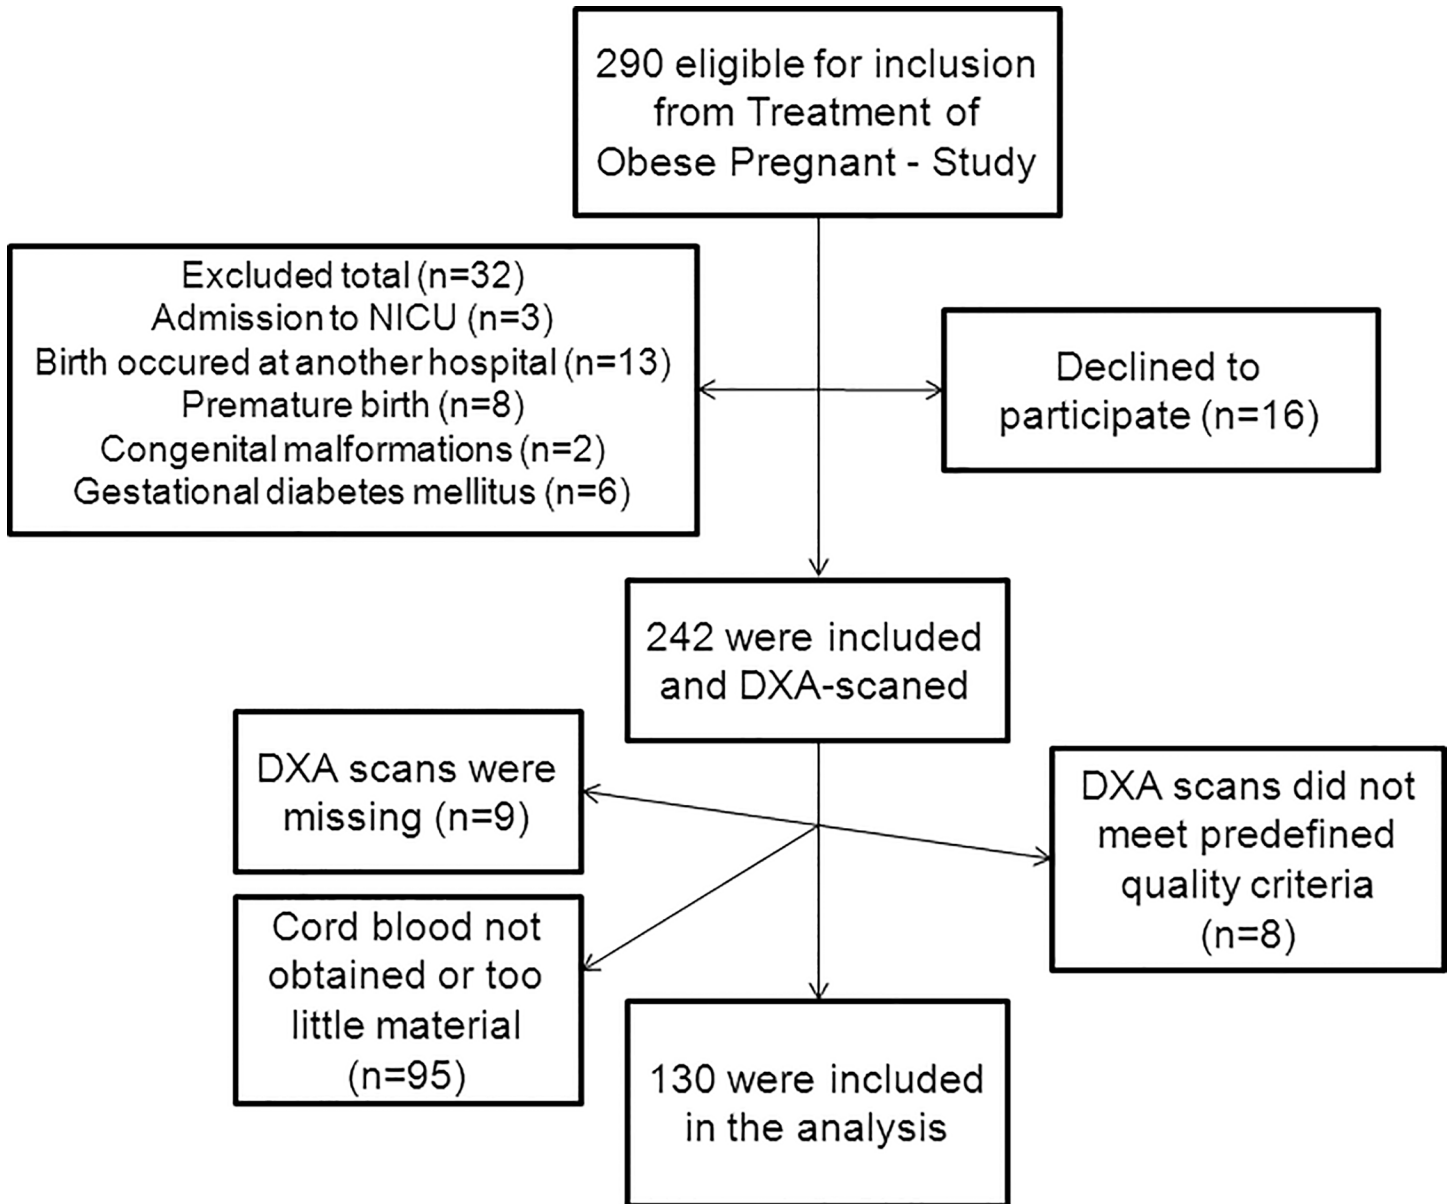 290 eligible for inclusion
from Treatment of
Obese Pregnant - Study
Excluded total (n=32)
Admission to NICU (n=3)
Birth occured at another hospital (n=13)
Premature birth (n=8)
Congenital malformations (n=2)
Gestational diabetes mellitus (n=6)
Declined to
participate (n=16)
242 were included
and DXA-scaned
DXA scans were
missing (n=9)
DXA scans did not
meet predefined
quality criteria
(n=8)
Cord blood not
obtained or too
little material
(n=95)
130 were included
in the analysis